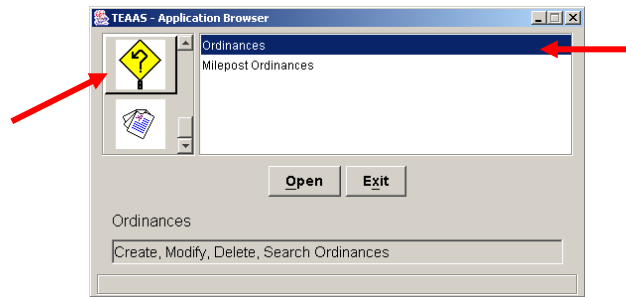 TEAAS - Application Browser
Ordinances
Milepost Ordinances
Open Exit
Ordinances
Create, Modify, Delete, Search Ordinances